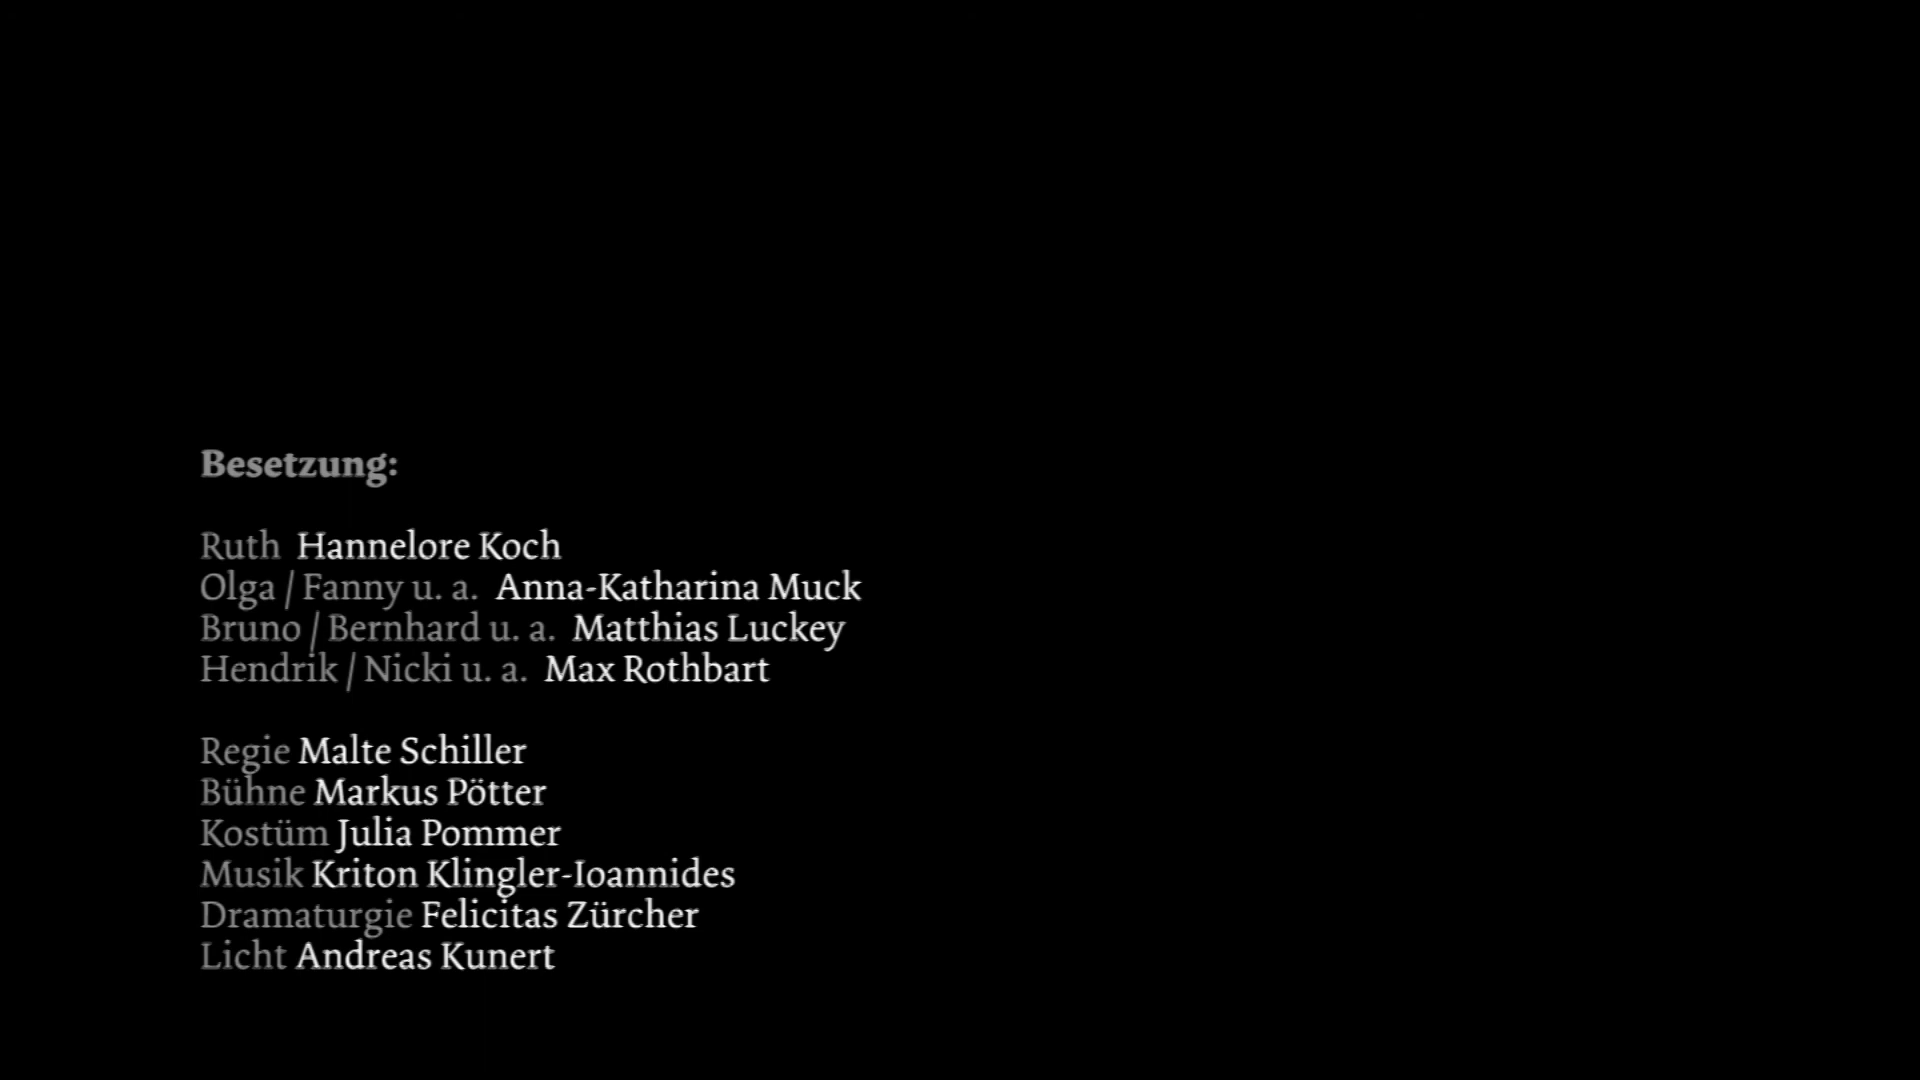 Besetzung:
Ruth Hannelore Koch
Olga / Fanny u. a. Anna-Katharina Muck
Bruno / Bernhard u. a. Matthias Luckey
Hendrik / Nicki u. a. Max Rothbart
Regie Malte Schiller
Bühne Markus Pötter
Kostüm Julia Pommer
Musik Kriton Klingler-Ioannides
Dramaturgie Felicitas Zürcher
Licht Andreas Kunert